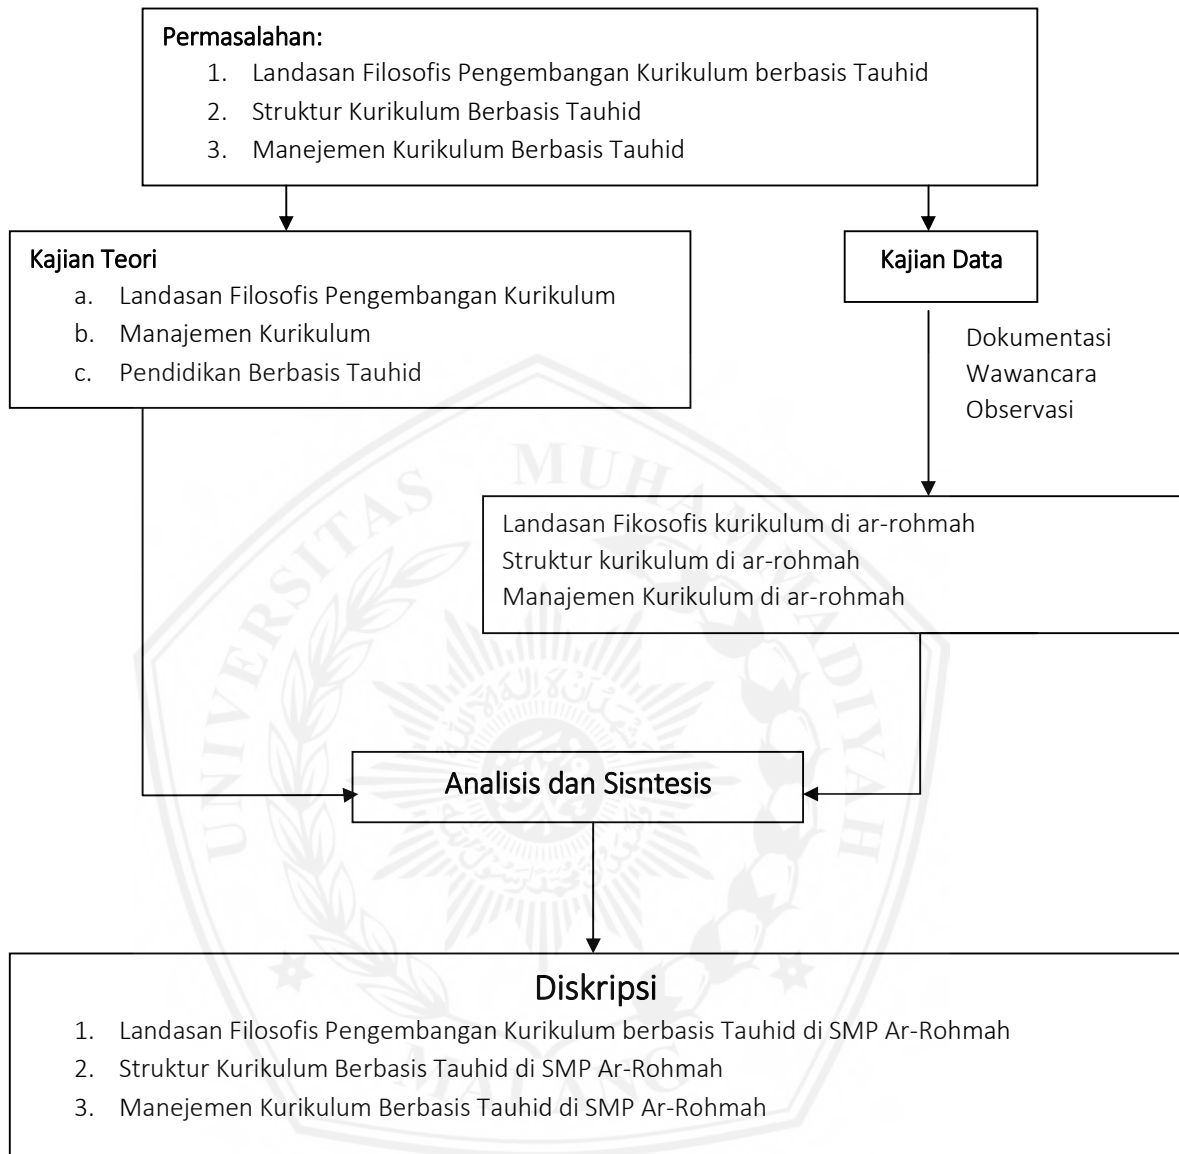 Permasalahan:
1. Landasan Filosofis Pengembangan Kurikulum berbasis Tauhid
2. Struktur Kurikulum Berbasis Tauhid
3. Manejemen Kurikulum Berbasis Tauhid
Kajian Teori
a. Landasan Filosofis Pengembangan Kurikulum
b. Manajemen Kurikulum
c. Pendidikan Berbasis Tauhid
Kajian Data
Dokumentasi
Wawancara
Observasi
Landasan Fikosofis kurikulum di ar-rohmah
Struktur kurikulum di ar-rohmah
Manajemen Kurikulum di ar-rohmah
Analisis dan Sisntesis
Diskripsi
1. Landasan Filosofis Pengembangan Kurikulum berbasis Tauhid di SMP Ar-Rohmah
2. Struktur Kurikulum Berbasis Tauhid di SMP Ar-Rohmah
3. Manejemen Kurikulum Berbasis Tauhid di SMP Ar-Rohmah
UNIVERSITAS MUHAMMADIYAH
MALANG